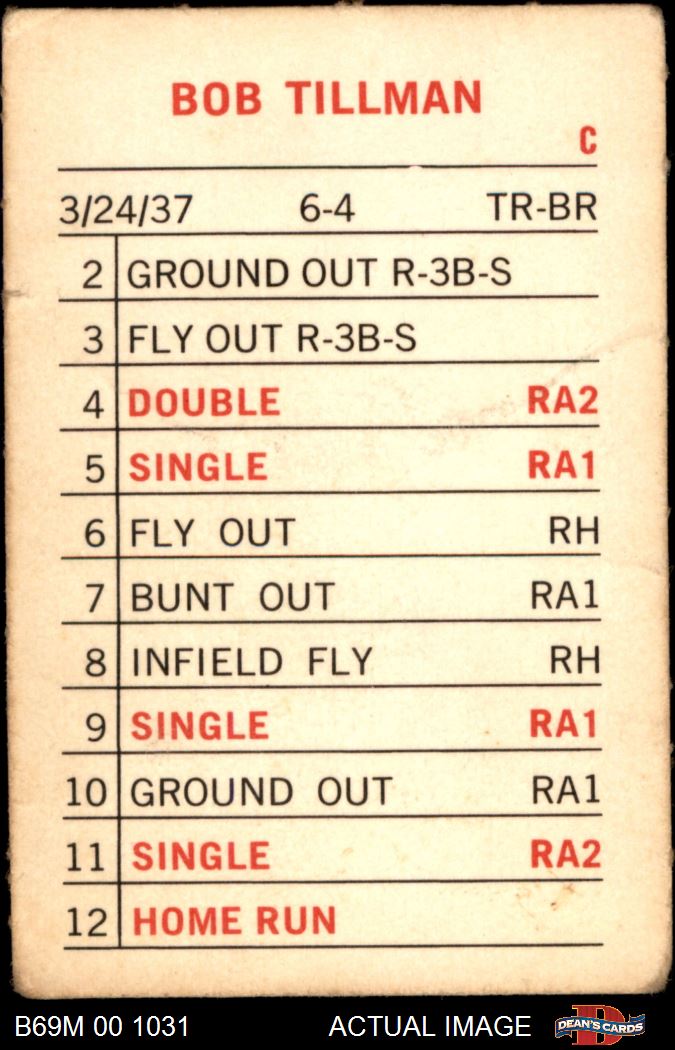 BOB TILLMAN
C
3/24/37 6-4 TR-BR
2 GROUND OUT R-3B-S
3 FLY OUT R-3B-S
4 DOUBLE RA2
5 SINGLE RA1
6 FLY OUT RH
7 BUNT OUT RA1
8 INFIELD FLY RH
9 SINGLE RA1
10 GROUND OUT RA1
11 SINGLE RA2
12 HOME RUN
B69M 00 1031 ACTUAL IMAGE DEAN'S CARDS